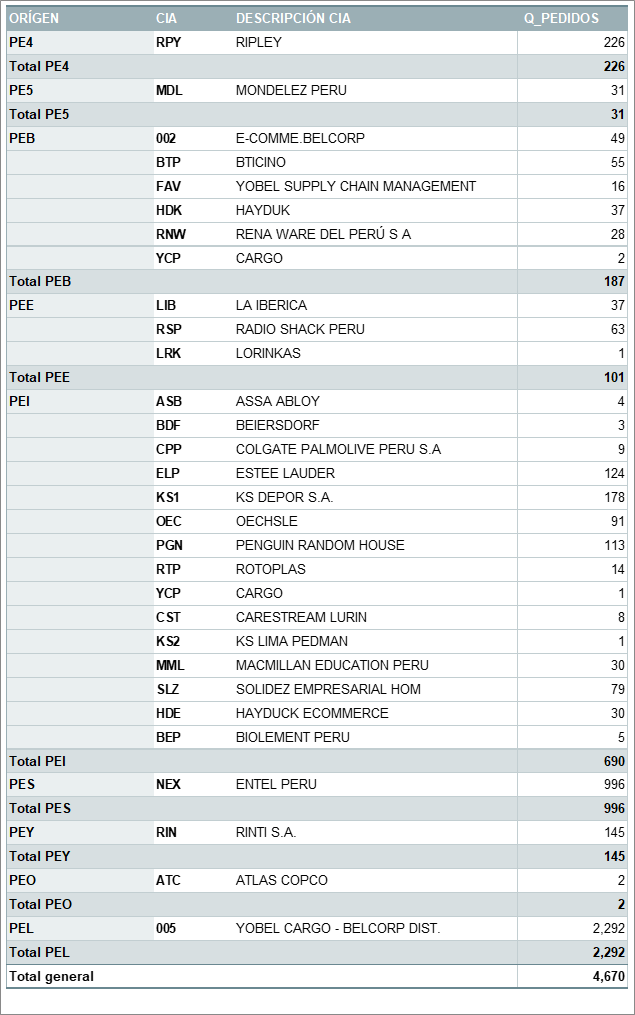 ORÍGEN CIA DESCRIPCIÓN CIA Q_PEDIDOS
PE4 RPY RIPLEY 226
Total PE4 226
PE5 MDL MONDELEZ PERU 31
Total PE5 31
PEB 002 E-COMME.BELCORP 49
BTP BTICINO 55
FAV YOBEL SUPPLY CHAIN MANAGEMENT 16
HDK HAYDUK 37
RNW RENA WARE DEL PERÚ S A 28
YCP CARGO 2
Total PEB 187
PEE LIB LA IBERICA 37
RSP RADIO SHACK PERU 63
LRK LORINKAS 1
Total PEE 101
PEI ASB ASSA ABLOY 4
BDF BEIERSDORF 3
CPP COLGATE PALMOLIVE PERU S.A 9
ELP ESTEE LAUDER 124
KS1 KS DEPOR S.A. 178
OEC OECHSLE 91
PGN PENGUIN RANDOM HOUSE 113
RTP ROTOPLAS 14
YCP CARGO 1
CST CARESTREAM LURIN 8
KS2 KS LIMA PEDMAN 1
MML MACMILLAN EDUCATION PERU 30
SLZ SOLIDEZ EMPRESARIAL HOM 79
HDE HAYDUCK ECOMMERCE 30
BEP BIOLEMENT PERU 5
Total PEI 690
PES NEX ENTEL PERU 996
Total PES 996
PEY RIN RINTI S.A. 145
Total PEY 145
PEO ATC ATLAS COPCO 2
Total PEO 2
PEL 005 YOBEL CARGO - BELCORP DIST. 2,292
Total PEL 2,292
Total general 4,670